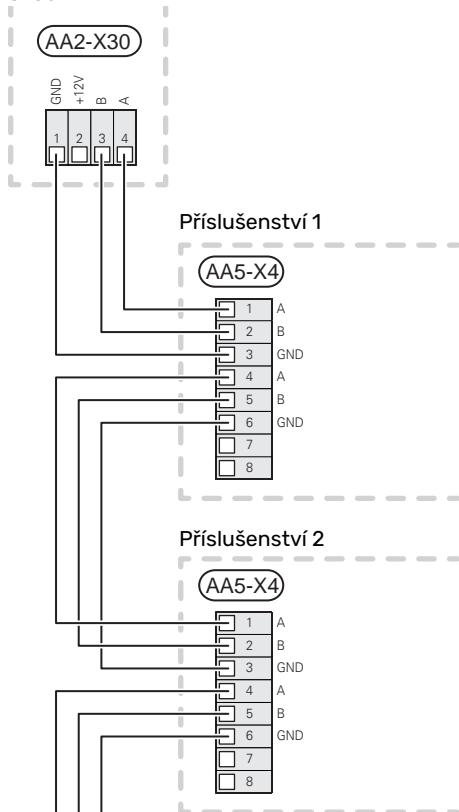 AA2-X30
GND +12V B A
1 2 3 4
Příslušenství 1
AA5-X4
1 A
2 B
3 GND
4 A
5 B
6 GND
7
8
Příslušenství 2
AA5-X4
1 A
2 B
3 GND
4 A
5 B
6 GND
7
8